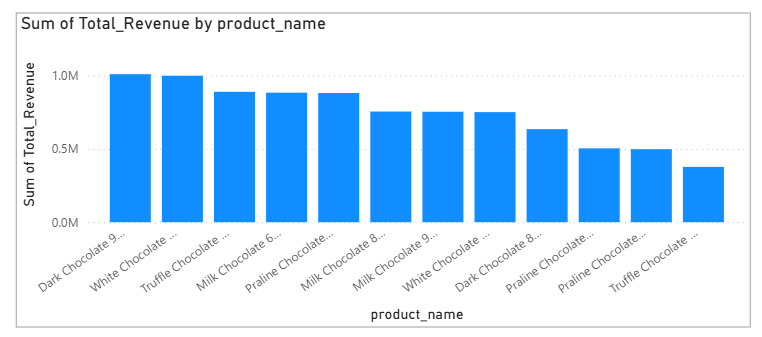 Sum of Total_Revenue by product_name
Sum of Total_Revenue
1.0M
0.5M
0.0M
Dark Chocolate 9...
White Chocolate ...
Truffle Chocolate ...
Milk Chocolate 6...
Praline Chocolate...
Milk Chocolate 8...
Milk Chocolate 9...
White Chocolate ...
Dark Chocolate 8...
Praline Chocolate...
Praline Chocolate...
Truffle Chocolate ...
product_name